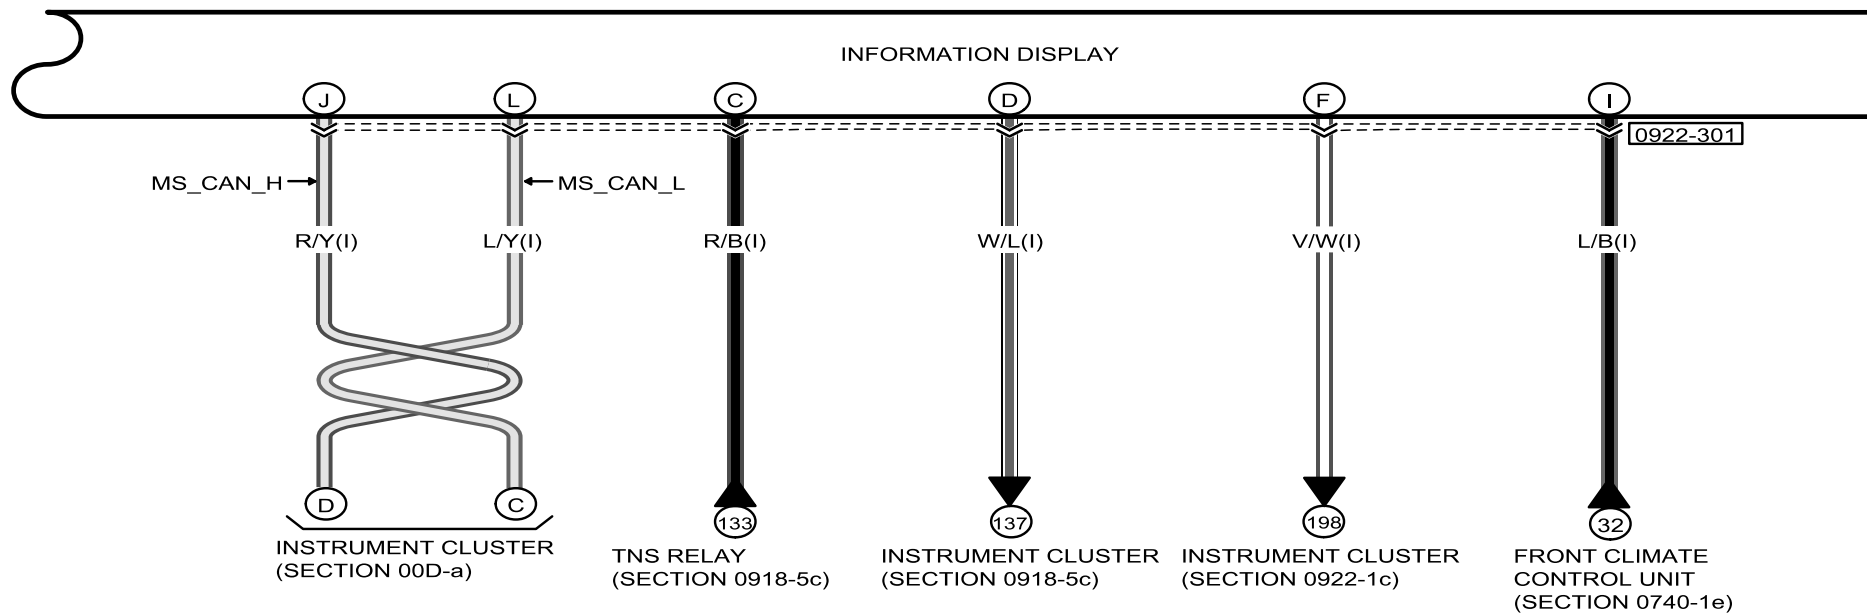 INFORMATION DISPLAY
J L C D F I
0922-301
MS_CAN_H MS_CAN_L
R/Y(I) L/Y(I) R/B(I) W/L(I) V/W(I) L/B(I)
D C 133 137 198 32
INSTRUMENT CLUSTER
(SECTION 00D-a)
TNS RELAY
(SECTION 0918-5c)
INSTRUMENT CLUSTER
(SECTION 0918-5c)
INSTRUMENT CLUSTER
(SECTION 0922-1c)
FRONT CLIMATE
CONTROL UNIT
(SECTION 0740-1e)